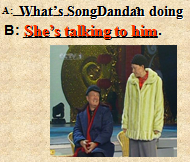 A: What's SongDandan doing
B: She's talking to him.